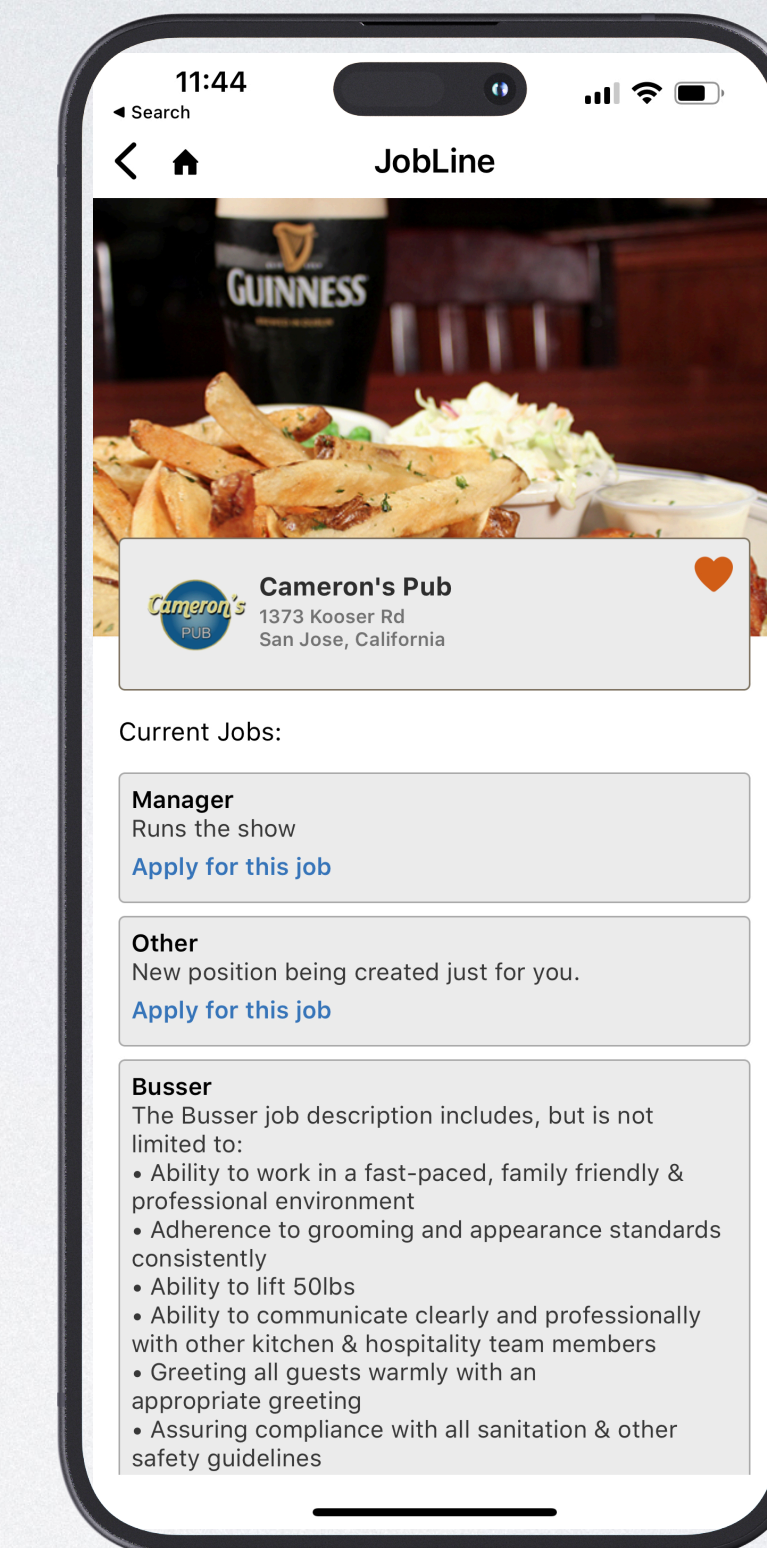 11:44
◀ Search
JobLine
GUINNESS
Cameron's
PUB
Cameron's Pub
1373 Kooser Rd
San Jose, California
Current Jobs:
Manager
Runs the show
Apply for this job
Other
New position being created just for you.
Apply for this job
Busser
The Busser job description includes, but is not
limited to:
• Ability to work in a fast-paced, family friendly &
professional environment
• Adherence to grooming and appearance standards
consistently
• Ability to lift 50lbs
• Ability to communicate clearly and professionally
with other kitchen & hospitality team members
• Greeting all guests warmly with an
appropriate greeting
• Assuring compliance with all sanitation & other
safety guidelines